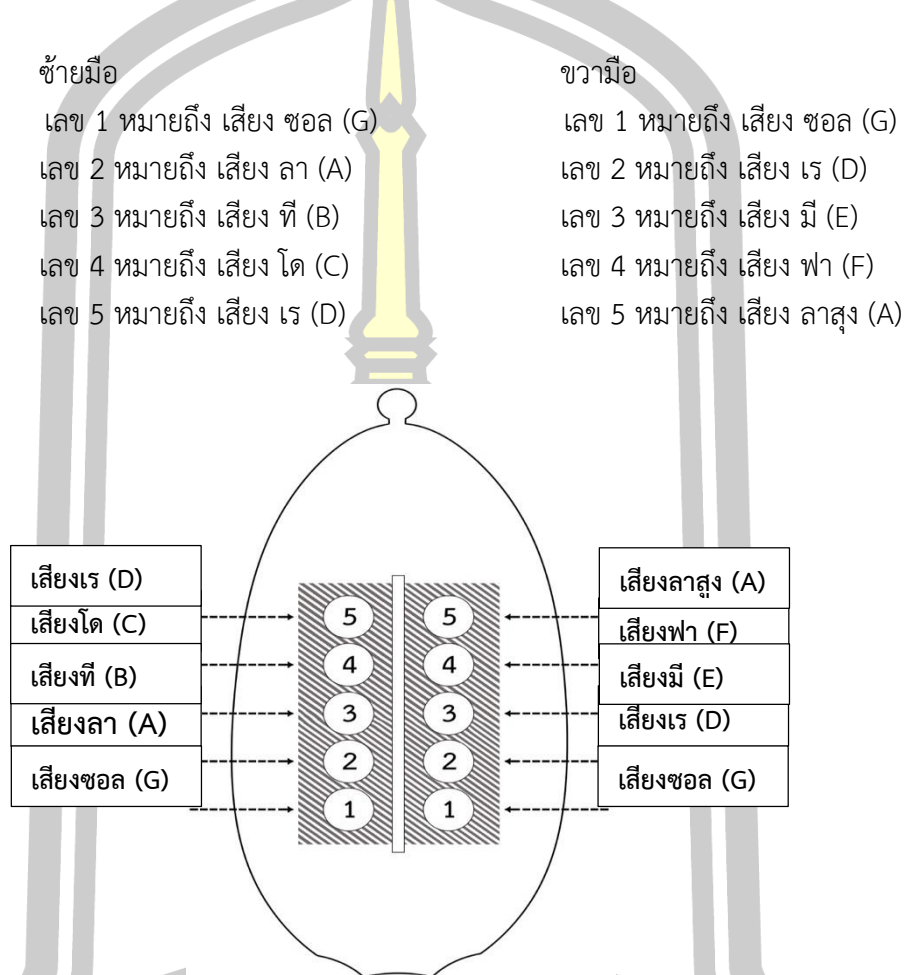 ซ้ายมือ
เลข 1 หมายถึง เสียง ซอล (G)
เลข 2 หมายถึง เสียง ลา (A)
เลข 3 หมายถึง เสียง ที (B)
เลข 4 หมายถึง เสียง โด (C)
เลข 5 หมายถึง เสียง เร (D)
ขวามือ
เลข 1 หมายถึง เสียง ซอล (G)
เลข 2 หมายถึง เสียง เร (D)
เลข 3 หมายถึง เสียง มี (E)
เลข 4 หมายถึง เสียง ฟา (F)
เลข 5 หมายถึง เสียง ลาสูง (A)
เสียงเร (D)
เสียงโด (C)
เสียงที (B)
เสียงลา (A)
เสียงซอล (G)
5 5
4 4
3 3
2 2
1 1
เสียงลาสูง (A)
เสียงฟา (F)
เสียงมี (E)
เสียงเร (D)
เสียงซอล (G)